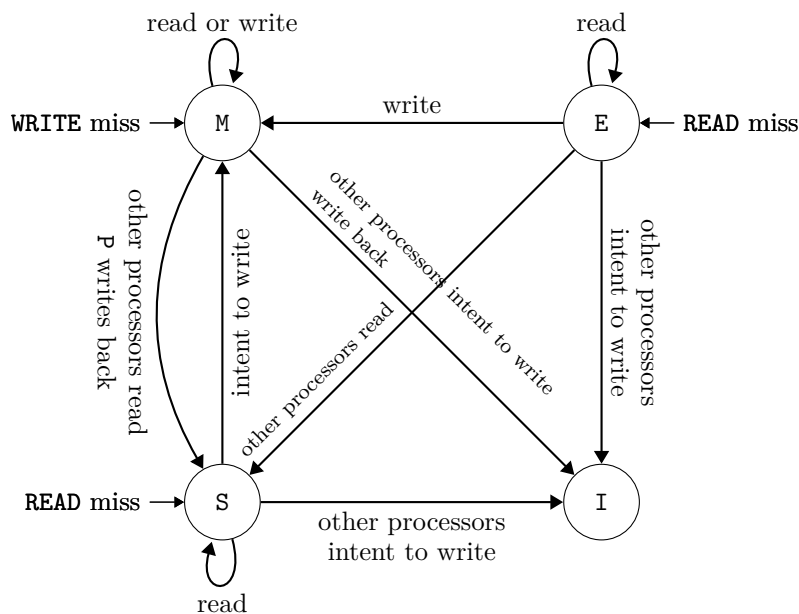 read or write
read
WRITE miss
M
write
E
READ miss
other processors read
P writes back
intent to write
other processors intent to write
write back
other processors read
other processors
intent to write
READ miss
S
other processors
intent to write
I
read